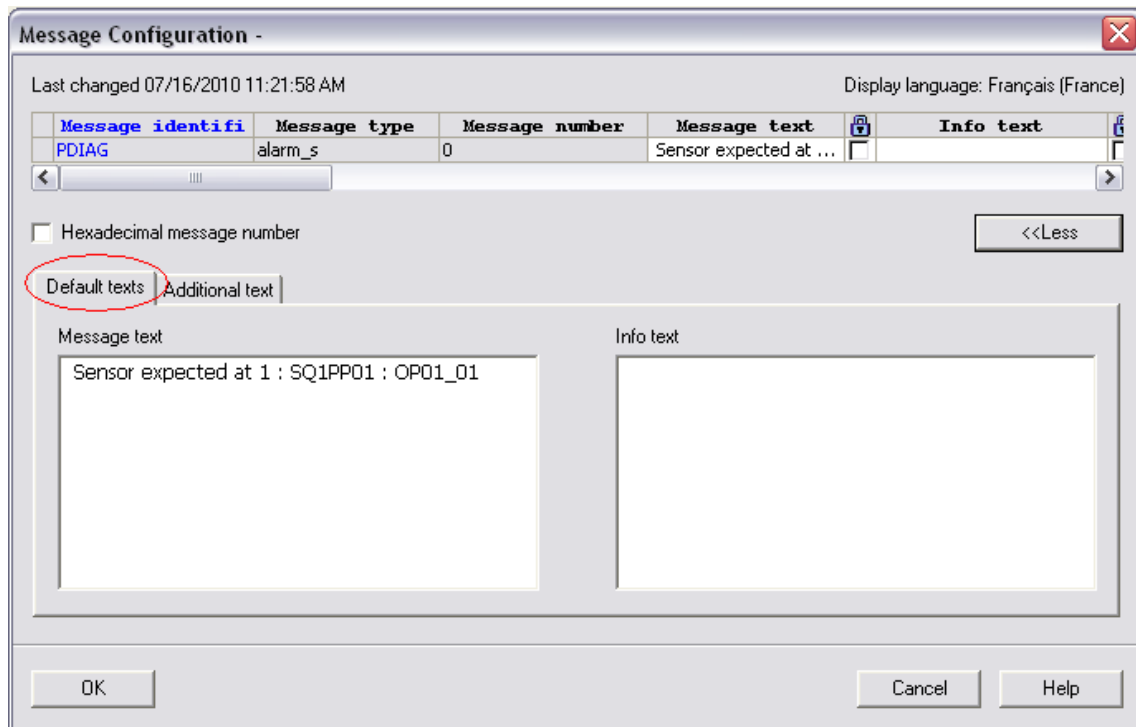 Message Configuration -
Last changed 07/16/2010 11:21:58 AM Display language: Français (France)
Message identifi Message type Message number Message text Info text
PDIAG alarm_s 0 Sensor expected at ...
Hexadecimal message number <<Less
Default texts Additional text
Message text Info text
Sensor expected at 1 : SQ1PP01 : OP01_01
OK Cancel Help